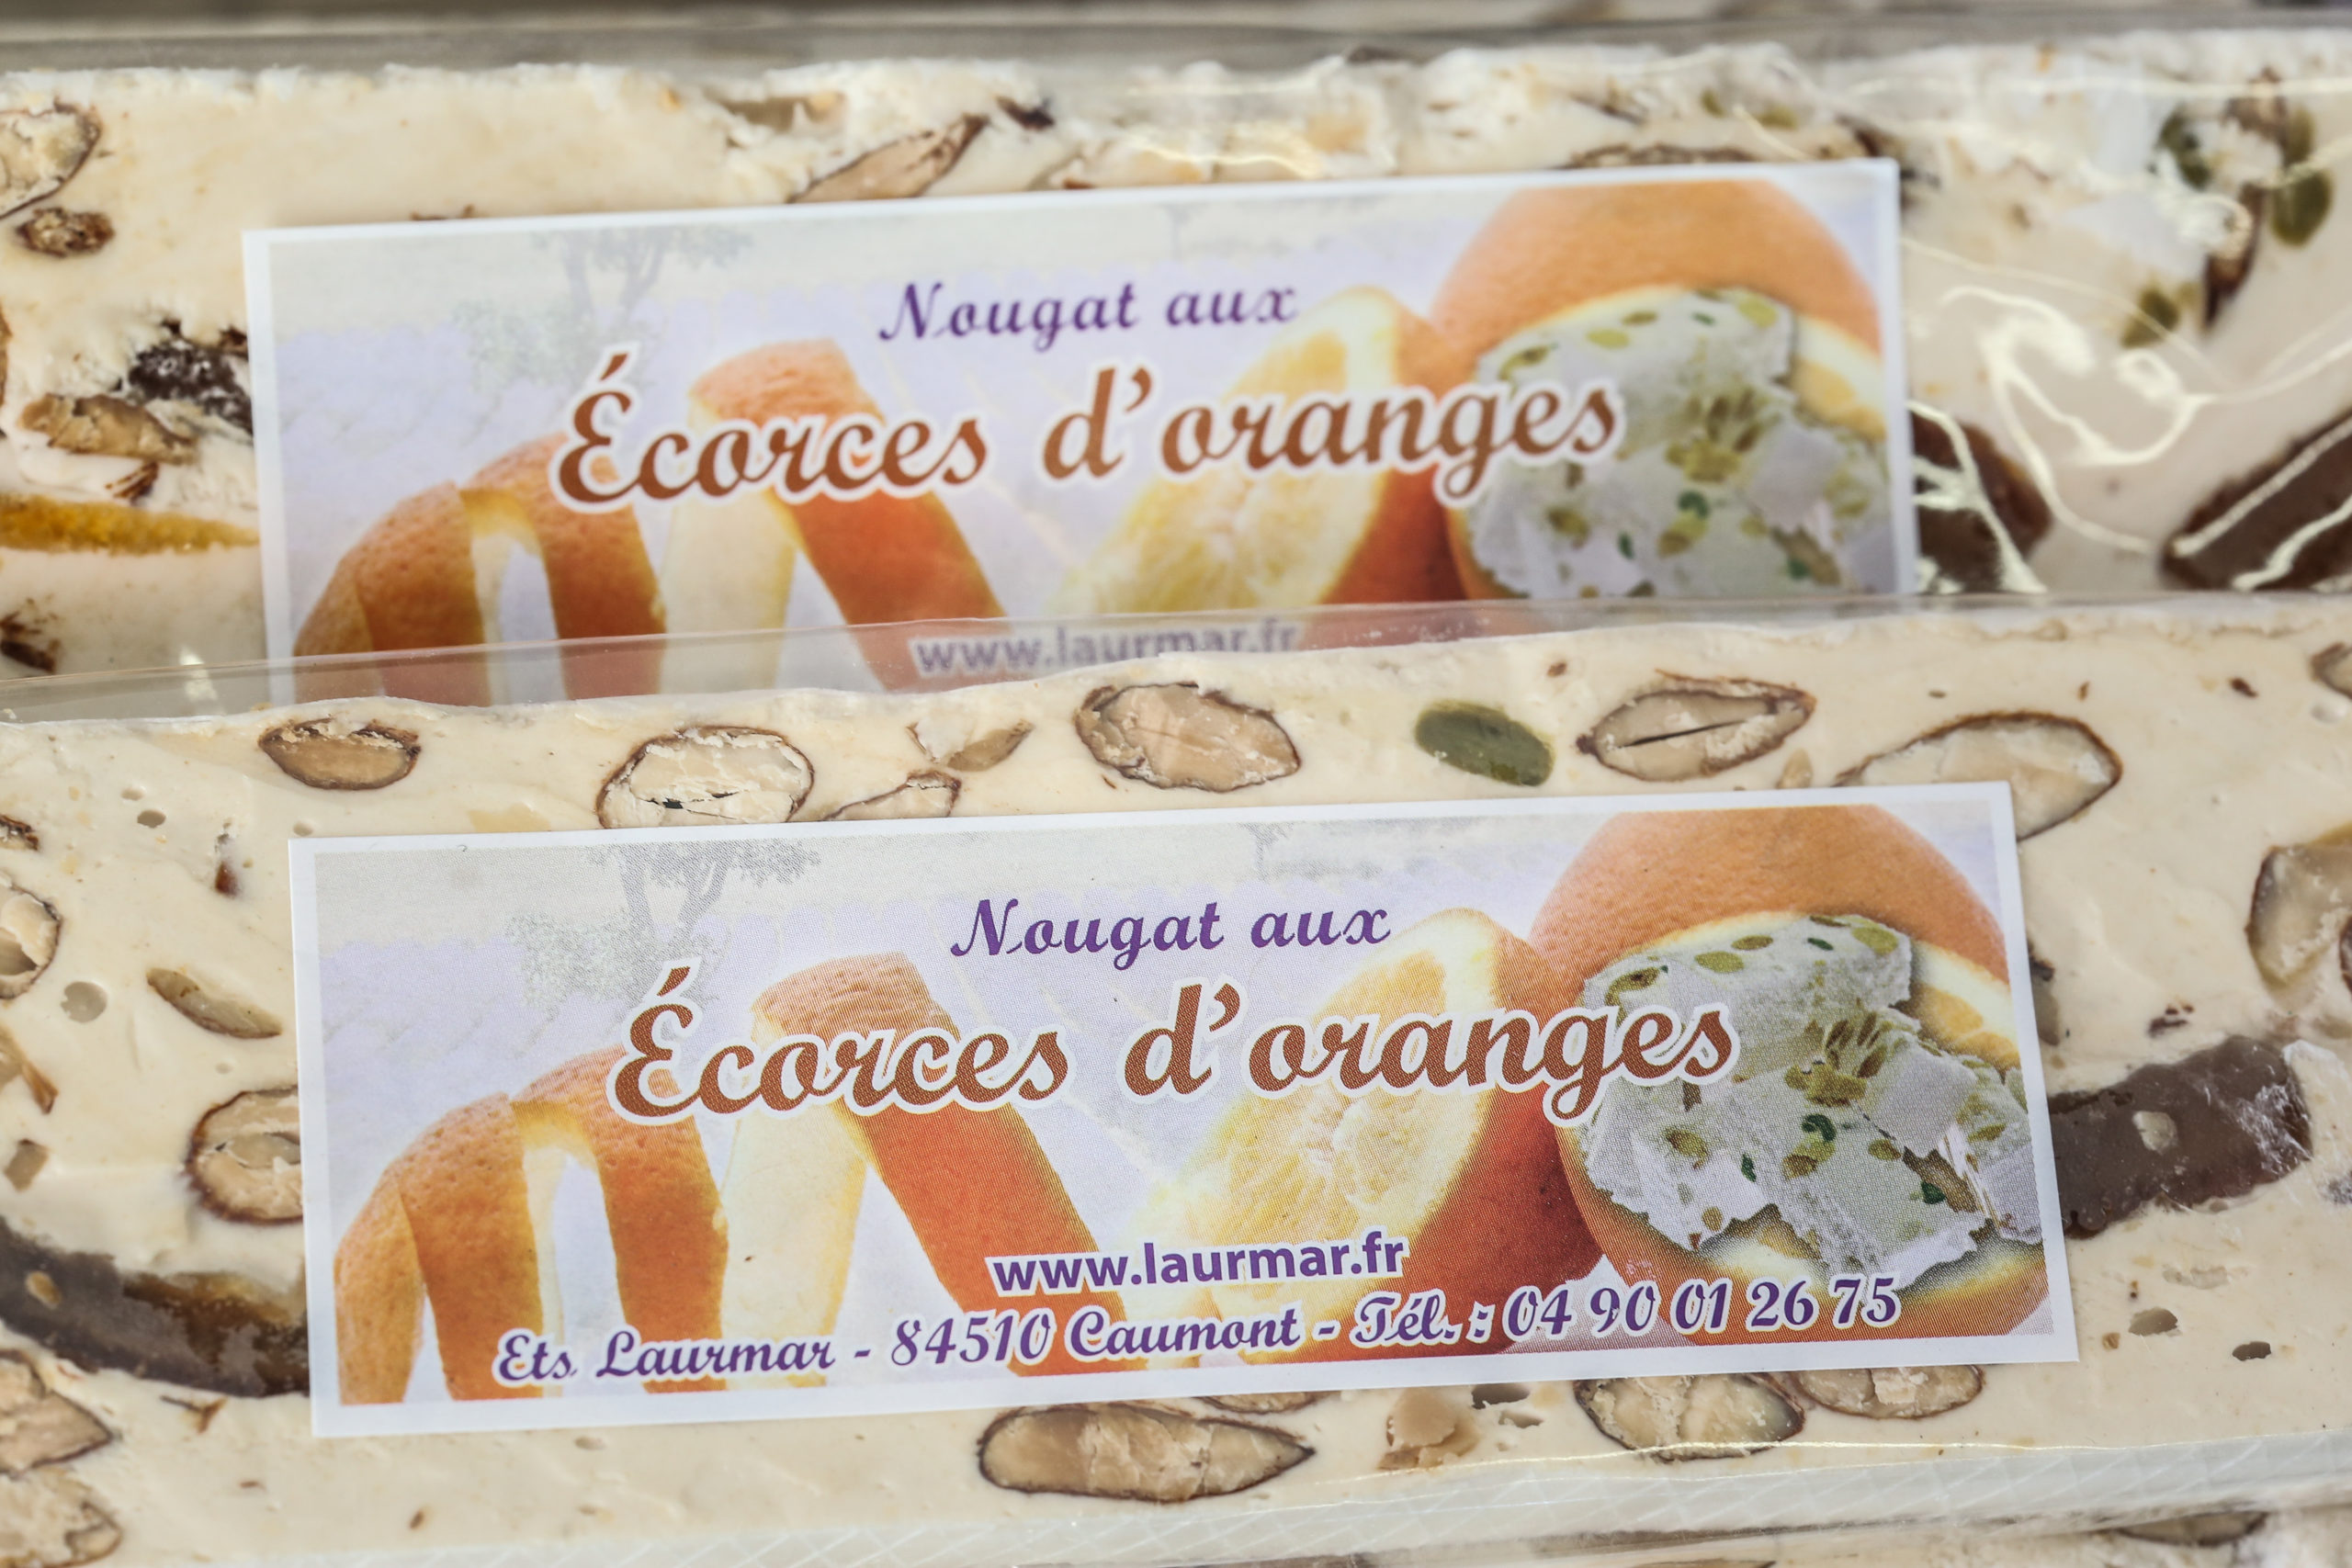 Nougat aux
Écorces d'oranges
www.laurmar.fr
Nougat aux
Écorces d'oranges
www.laurmar.fr
Ets Laurmar - 84510 Caumont - Tél. : 04 90 01 26 75